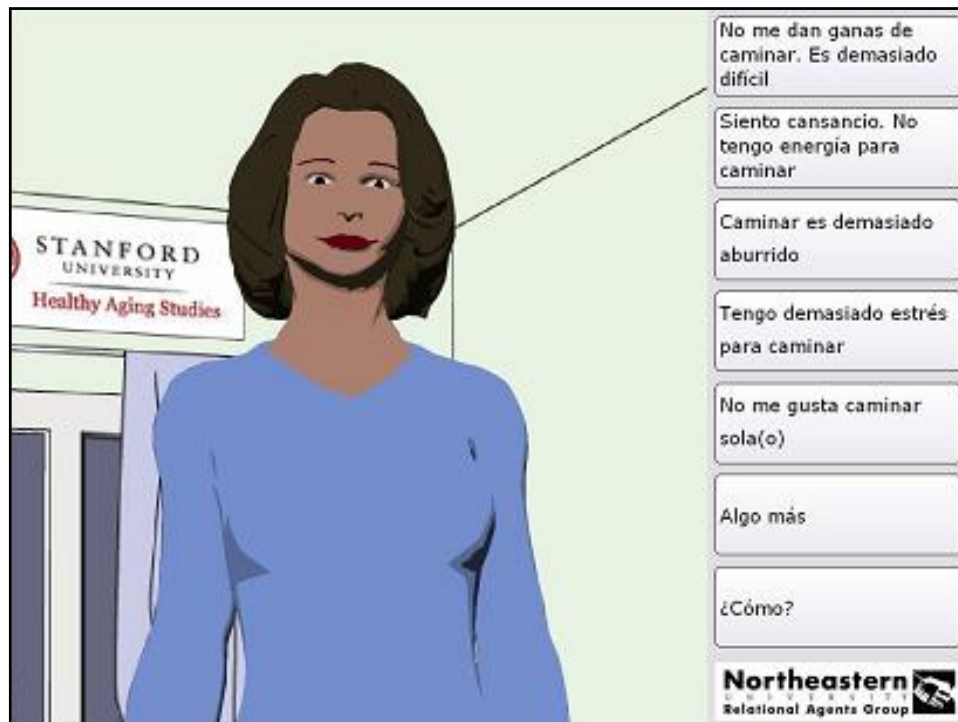 STANFORD
UNIVERSITY
Healthy Aging Studies
No me dan ganas de
caminar. Es demasiado
difícil
Siento cansancio. No
tengo energía para
caminar
Caminar es demasiado
aburrido
Tengo demasiado estrés
para caminar
No me gusta caminar
sola(o)
Algo más
¿Cómo?
Northeastern
UNIVERSITY
Relational Agents Group